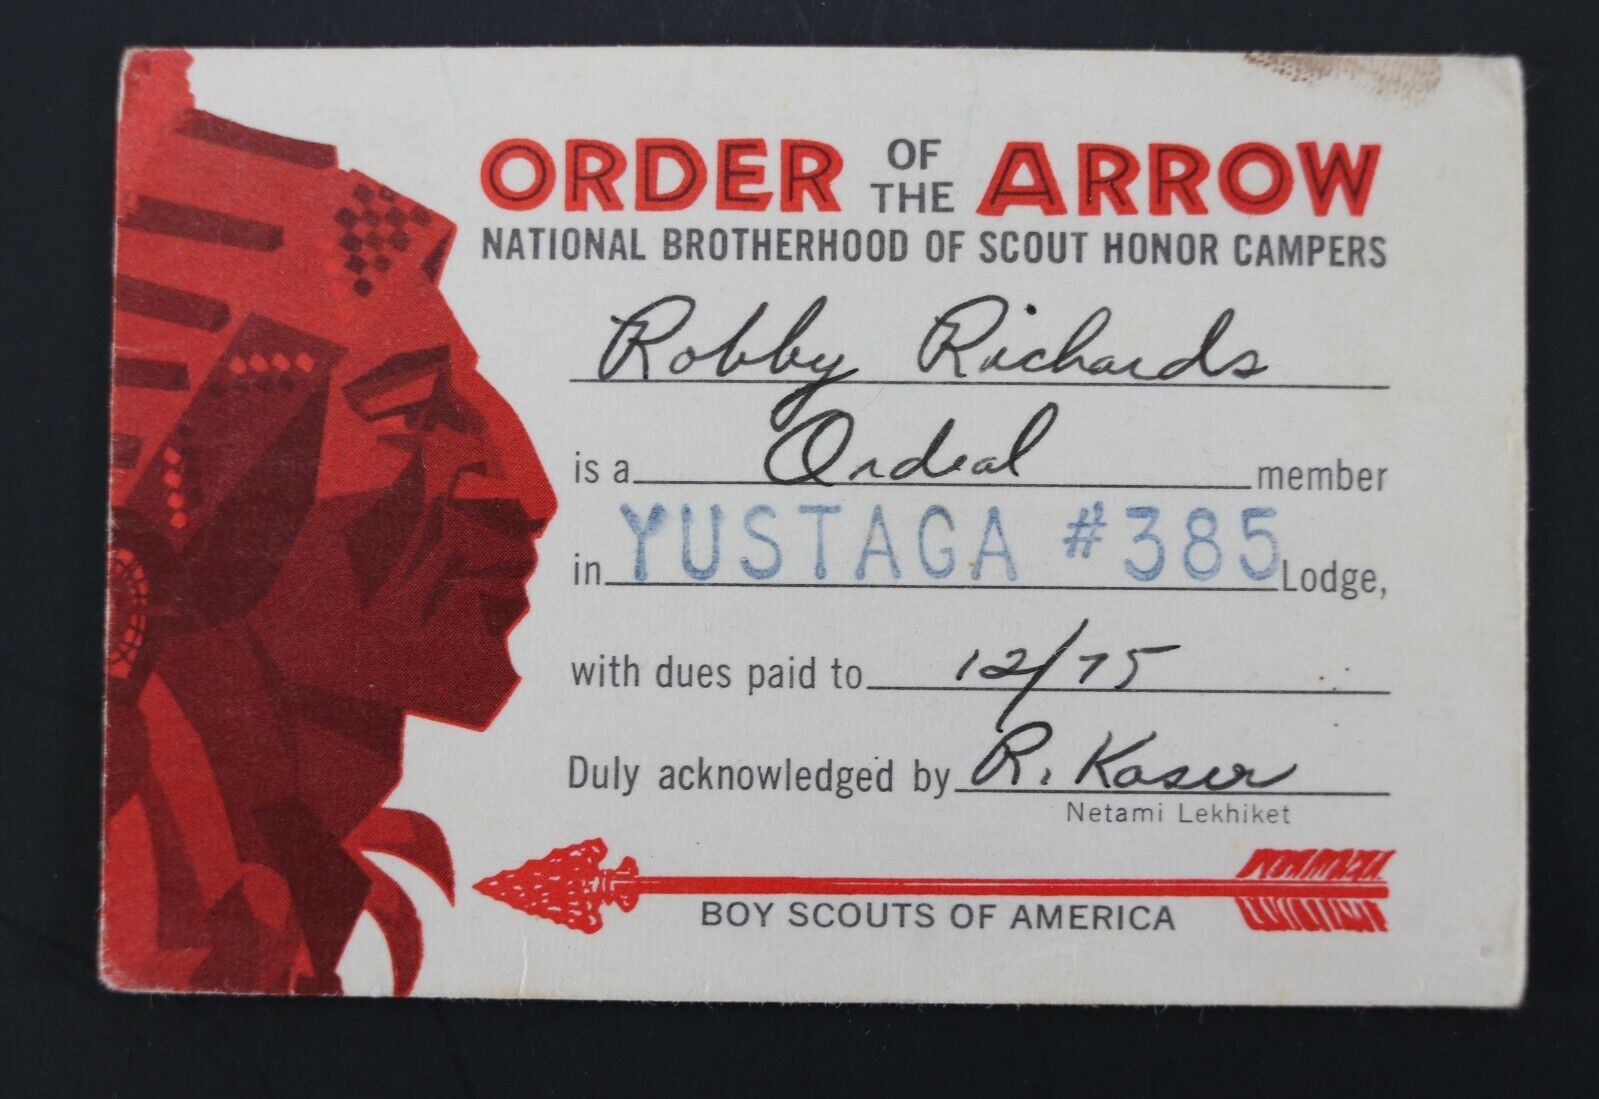 ORDER OF THE ARROW
NATIONAL BROTHERHOOD OF SCOUT HONOR CAMPERS
Robby Richards
is a Ordeal member
in YUSTAGA #385 Lodge,
with dues paid to 12/75
Duly acknowledged by R. Kaser
Netami Lekhiket
BOY SCOUTS OF AMERICA